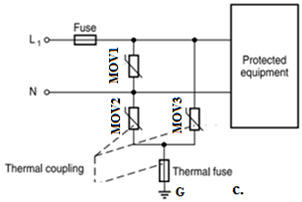 Fuse
L1
MOV1
Protected
equipment
N
MOV2
MOV3
Thermal coupling
Thermal fuse
G
C.